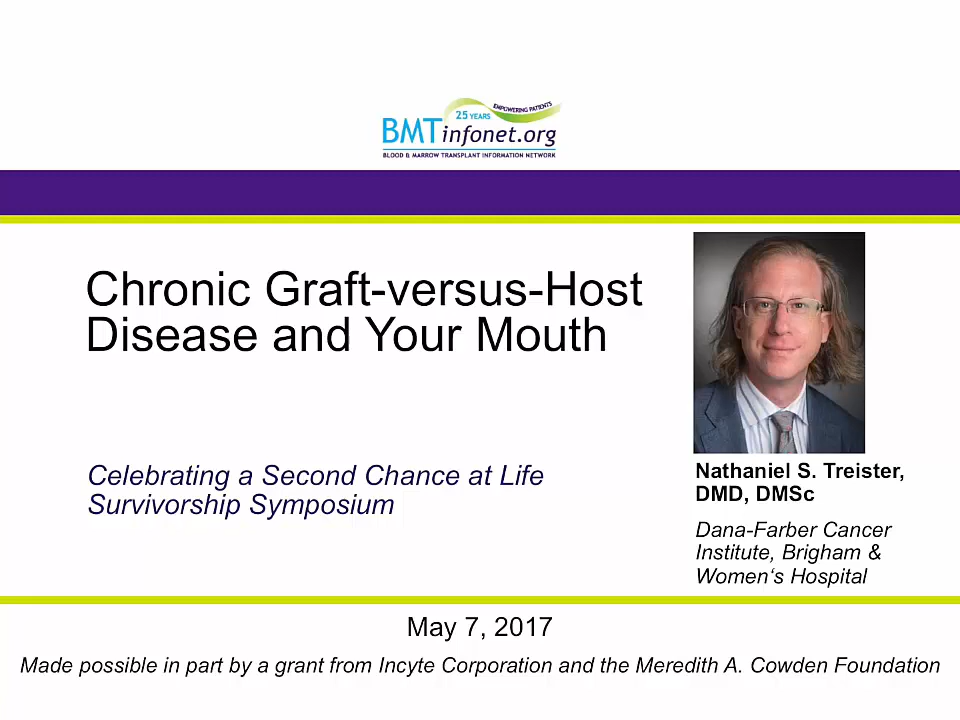 25 YEARS
EMPOWERING PATIENTS
BMTinfonet.org
BLOOD & MARROW TRANSPLANT INFORMATION NETWORK
Chronic Graft-versus-Host
Disease and Your Mouth
Celebrating a Second Chance at Life
Survivorship Symposium
Nathaniel S. Treister,
DMD, DMSc
Dana-Farber Cancer
Institute, Brigham &
Women‘s Hospital
May 7, 2017
Made possible in part by a grant from Incyte Corporation and the Meredith A. Cowden Foundation